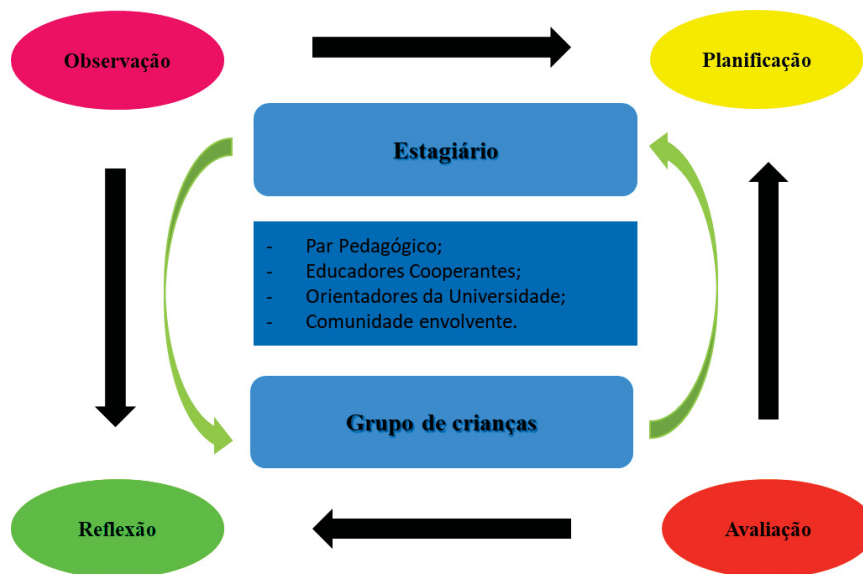 Observação
Planificação
Estagiário
- Par Pedagógico;
- Educadores Cooperantes;
- Orientadores da Universidade;
- Comunidade envolvente.
Grupo de crianças
Reflexão
Avaliação